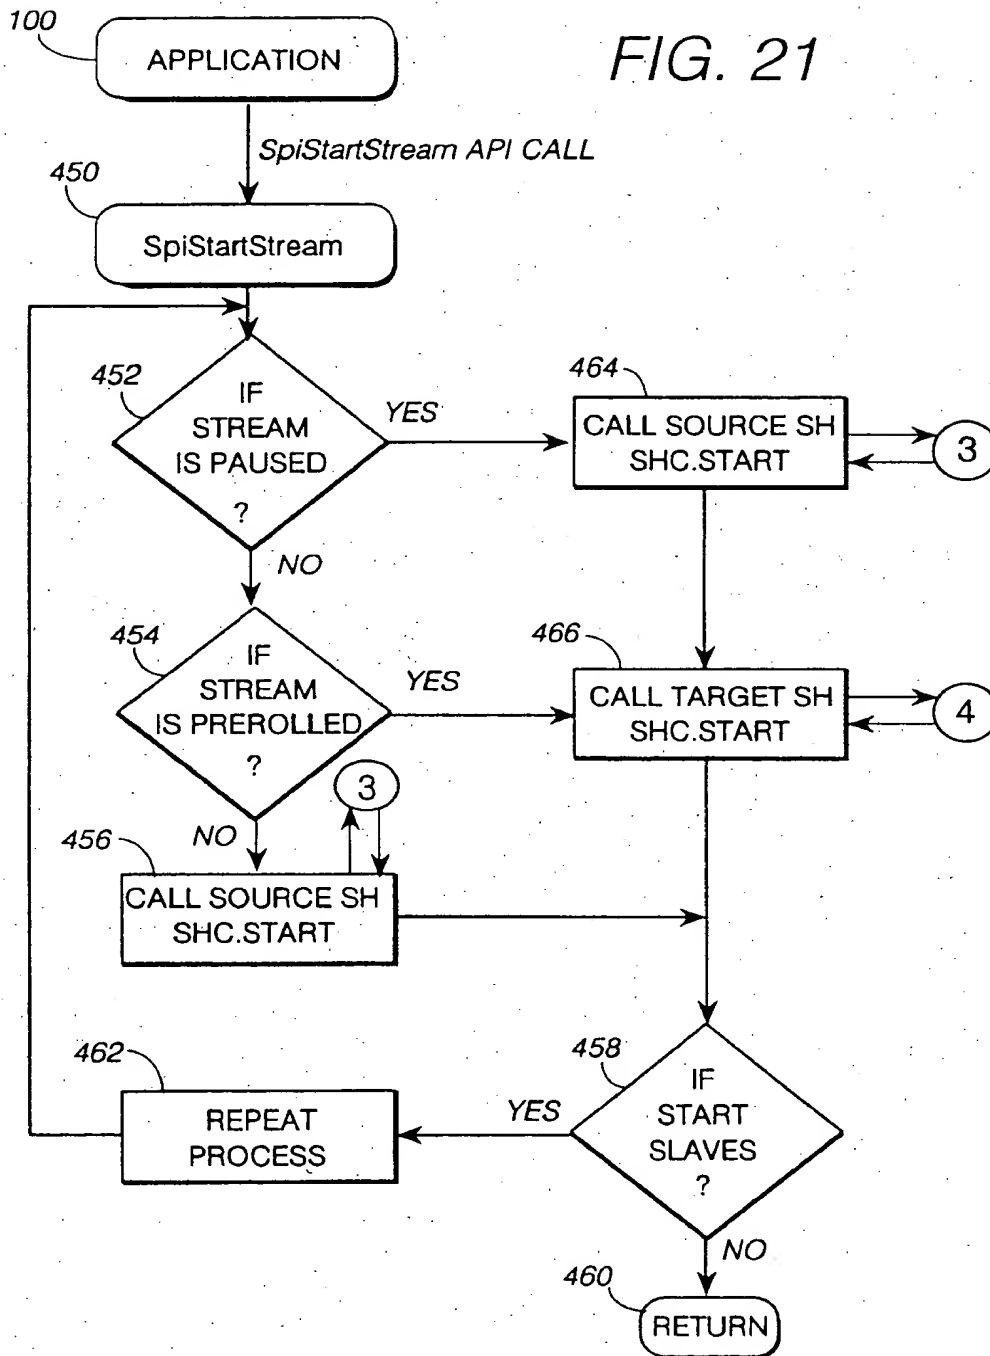 FIG. 21
100
APPLICATION
SpiStartStream API CALL
450
SpiStartStream
452
IF
STREAM
IS PAUSED
?
YES
NO
464
CALL SOURCE SH
SHC.START
3
454
IF
STREAM
IS PREROLLED
?
YES
NO
466
CALL TARGET SH
SHC.START
4
3
456
CALL SOURCE SH
SHC.START
458
IF
START
SLAVES
?
YES
NO
462
REPEAT
PROCESS
460
RETURN